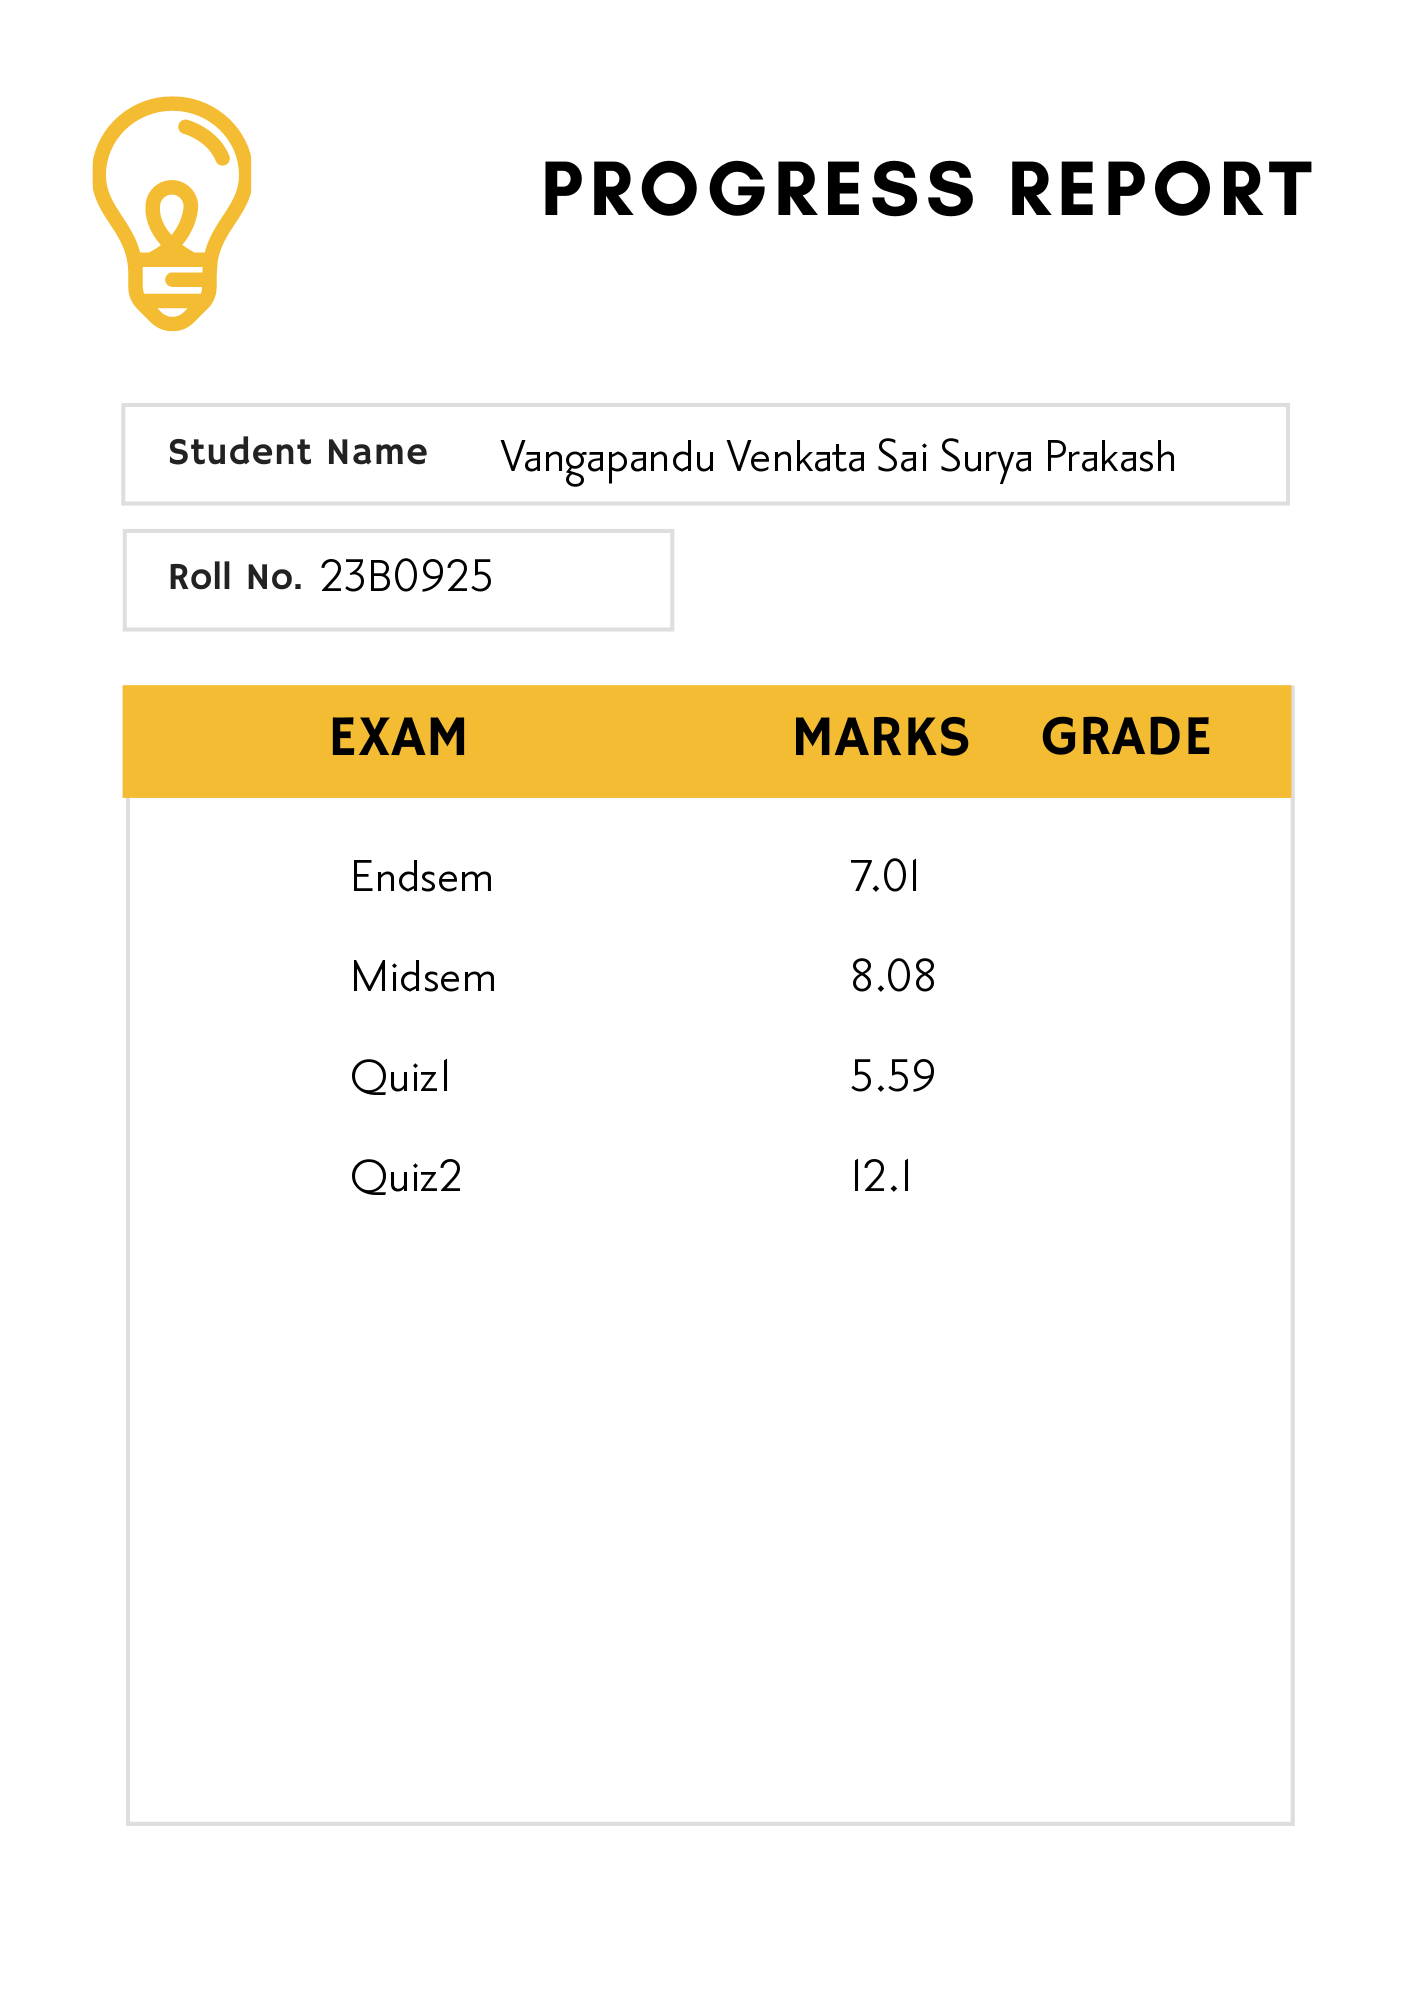 PROGRESS REPORT
Student Name Vangapandu Venkata Sai Surya Prakash
Roll No. 23B0925
EXAM MARKS GRADE
Endsem 7.01
Midsem 8.08
Quiz1 5.59
Quiz2 12.1